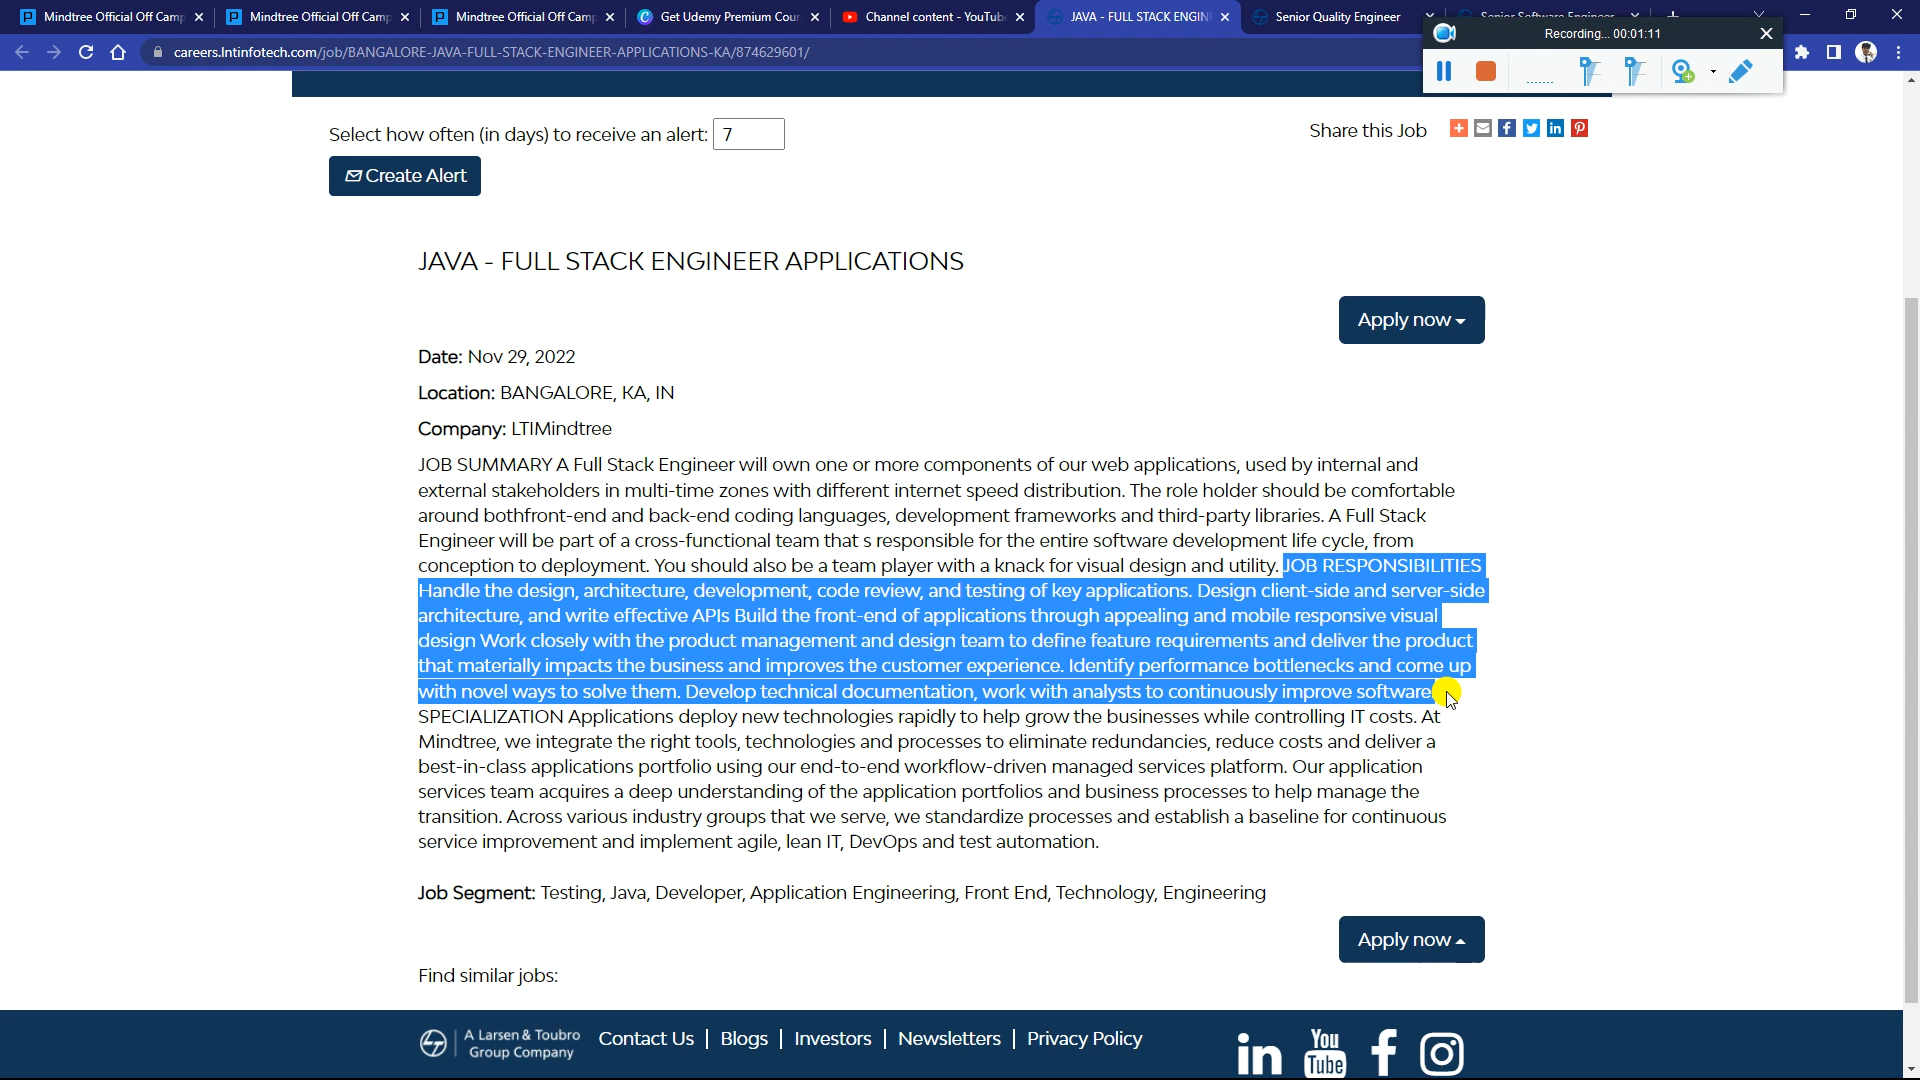 Mindtree Official Off Camp
Mindtree Official Off Camp
Mindtree Official Off Camp
Get Udemy Premium Cour
Channel content - YouTub
JAVA - FULL STACK ENGIN
Senior Quality Engineer
Senior Software Engineer
careers.lntinfotech.com/job/BANGALORE-JAVA-FULL-STACK-ENGINEER-APPLICATIONS-KA/874629601/
Recording... 00:01:11
Select how often (in days) to receive an alert: 7
Share this Job
Create Alert
JAVA - FULL STACK ENGINEER APPLICATIONS
Apply now
Date: Nov 29, 2022
Location: BANGALORE, KA, IN
Company: LTIMindtree
JOB SUMMARY A Full Stack Engineer will own one or more components of our web applications, used by internal and
external stakeholders in multi-time zones with different internet speed distribution. The role holder should be comfortable
around bothfront-end and back-end coding languages, development frameworks and third-party libraries. A Full Stack
Engineer will be part of a cross-functional team that s responsible for the entire software development life cycle, from
conception to deployment. You should also be a team player with a knack for visual design and utility. JOB RESPONSIBILITIES
Handle the design, architecture, development, code review, and testing of key applications. Design client-side and server-side
architecture, and write effective APIs Build the front-end of applications through appealing and mobile responsive visual
design Work closely with the product management and design team to define feature requirements and deliver the product
that materially impacts the business and improves the customer experience. Identify performance bottlenecks and come up
with novel ways to solve them. Develop technical documentation, work with analysts to continuously improve software.
SPECIALIZATION Applications deploy new technologies rapidly to help grow the businesses while controlling IT costs. At
Mindtree, we integrate the right tools, technologies and processes to eliminate redundancies, reduce costs and deliver a
best-in-class applications portfolio using our end-to-end workflow-driven managed services platform. Our application
services team acquires a deep understanding of the application portfolios and business processes to help manage the
transition. Across various industry groups that we serve, we standardize processes and establish a baseline for continuous
service improvement and implement agile, lean IT, DevOps and test automation.
Job Segment: Testing, Java, Developer, Application Engineering, Front End, Technology, Engineering
Apply now
Find similar jobs:
A Larsen & Toubro
Group Company
Contact Us | Blogs | Investors | Newsletters | Privacy Policy
in
You
Tube